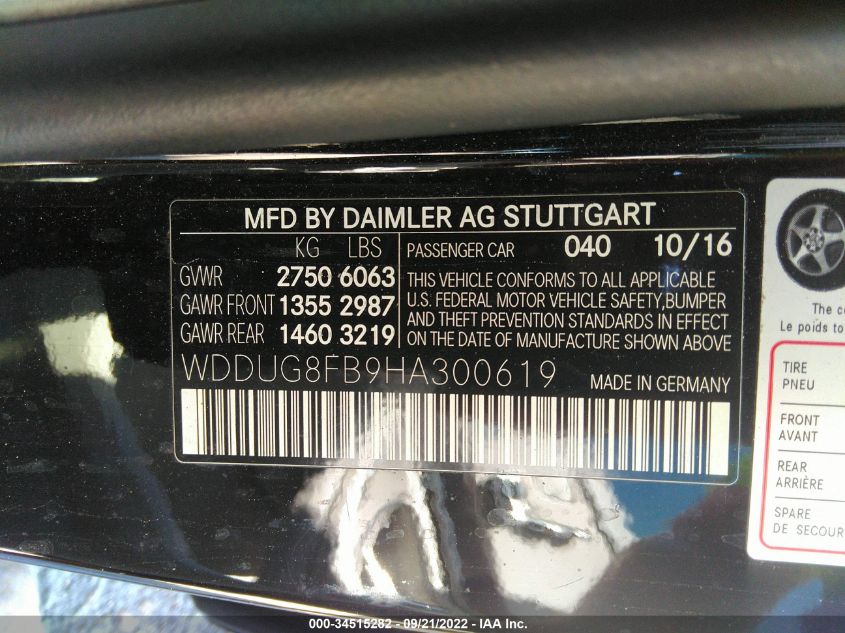 MFD BY DAIMLER AG STUTTGART
KG LBS
GVWR 2750 6063
GAWR FRONT 1355 2987
GAWR REAR 1460 3219
PASSENGER CAR 040 10/16
THIS VEHICLE CONFORMS TO ALL APPLICABLE
U.S. FEDERAL MOTOR VEHICLE SAFETY,BUMPER
AND THEFT PREVENTION STANDARDS IN EFFECT
ON THE DATE OF MANUFACTURE SHOWN ABOVE
WDDUG8FB9HA300619 MADE IN GERMANY
The
Le poids to
TIRE
PNEU
FRONT
AVANT
REAR
ARRIÈRE
SPARE
DE SECOUR
000-34515282 - 09/21/2022 - IAA Inc.